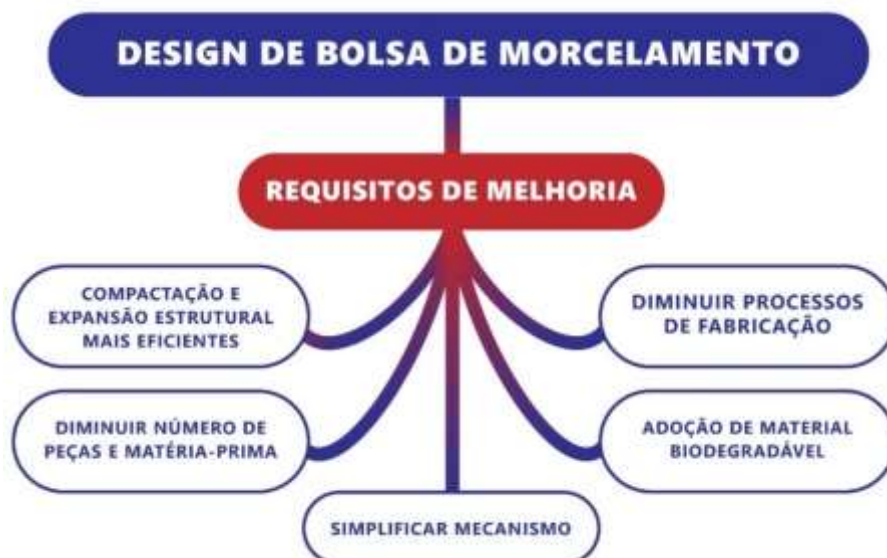 DESIGN DE BOLSA DE MORCELAMENTO
REQUISITOS DE MELHORIA
COMPACTAÇÃO E
EXPANSÃO ESTRUTURAL
MAIS EFICIENTES
DIMINUIR PROCESSOS
DE FABRICAÇÃO
DIMINUIR NÚMERO DE
PEÇAS E MATÉRIA-PRIMA
ADOÇÃO DE MATERIAL
BIODEGRADÁVEL
SIMPLIFICAR MECANISMO